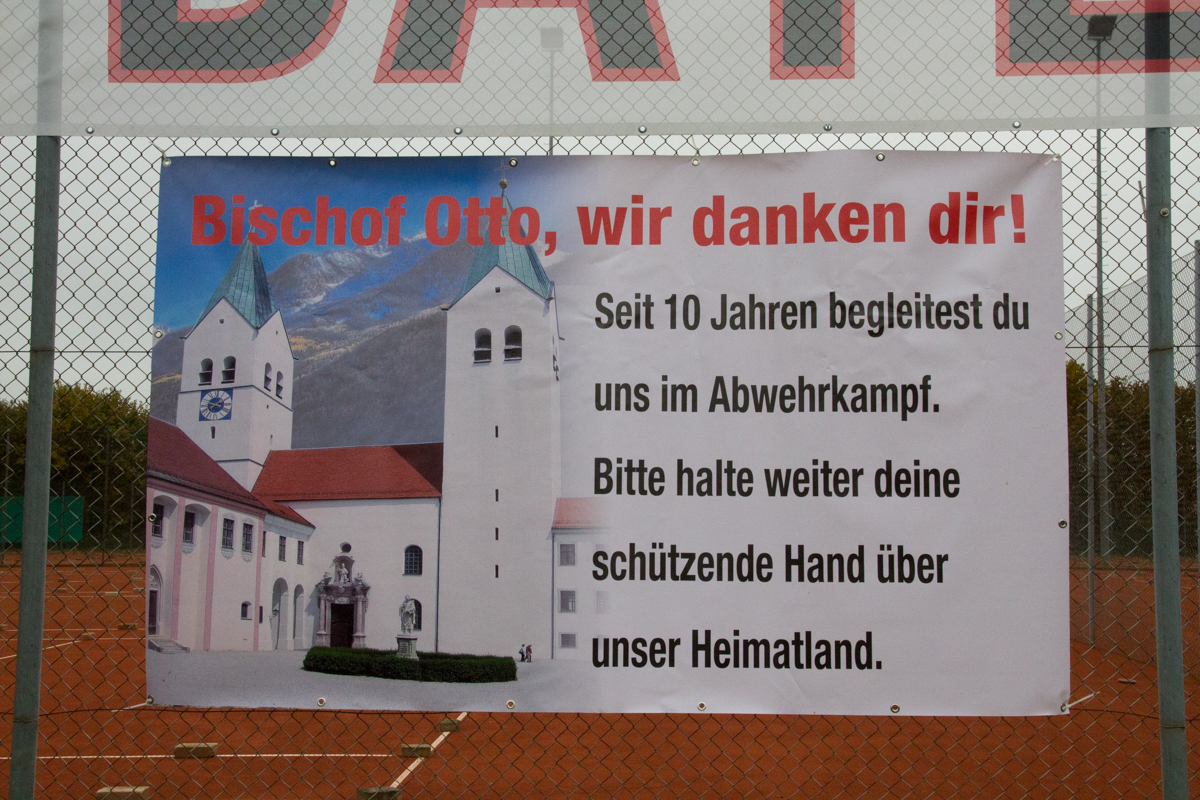 Bischof Otto, wir danken dir!
Seit 10 Jahren begleitest du
uns im Abwehrkampf.
Bitte halte weiter deine
schützende Hand über
unser Heimatland.